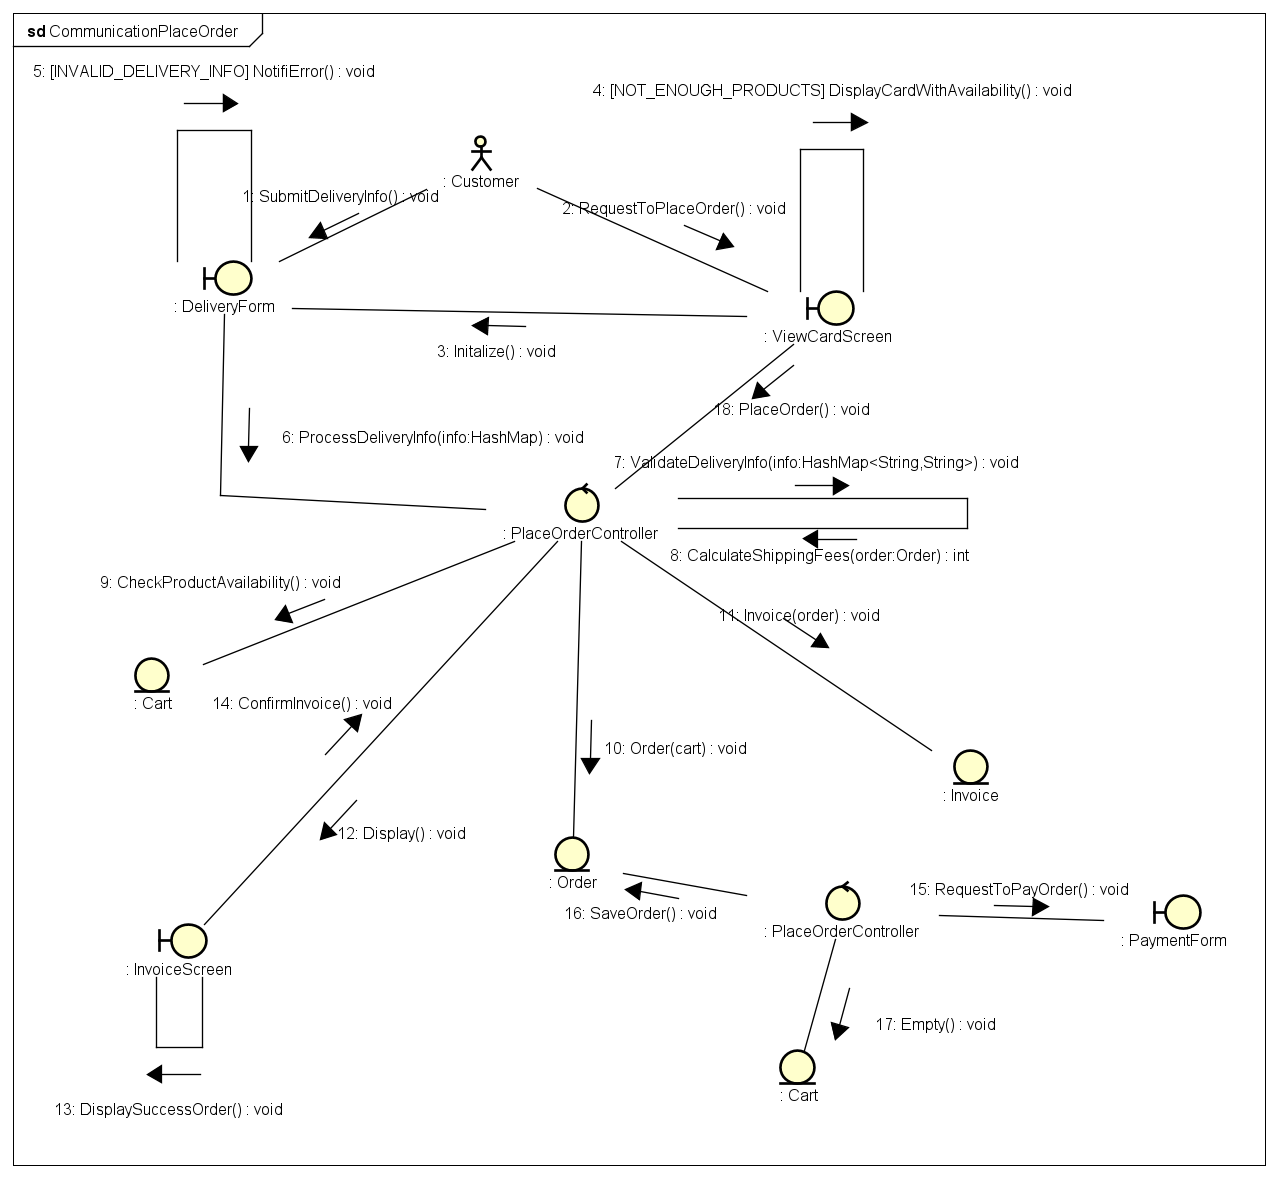 sd CommunicationPlaceOrder
5: [INVALID_DELIVERY_INFO] NotifiError() : void
4: [NOT_ENOUGH_PRODUCTS] DisplayCardWithAvailability() : void
: Customer
1: SubmitDeliveryInfo() : void
2: RequestToPlaceOrder() : void
: DeliveryForm
: ViewCardScreen
3: Initalize() : void
18: PlaceOrder() : void
6: ProcessDeliveryInfo(info:HashMap) : void
7: ValidateDeliveryInfo(info:HashMap<String,String>) : void
: PlaceOrderController
8: CalculateShippingFees(order:Order) : int
9: CheckProductAvailability() : void
11: Invoice(order) : void
: Cart
14: ConfirmInvoice() : void
10: Order(cart) : void
: Invoice
12: Display() : void
: Order
15: RequestToPayOrder() : void
16: SaveOrder() : void
: PlaceOrderController
: PaymentForm
: InvoiceScreen
17: Empty() : void
: Cart
13: DisplaySuccessOrder() : void